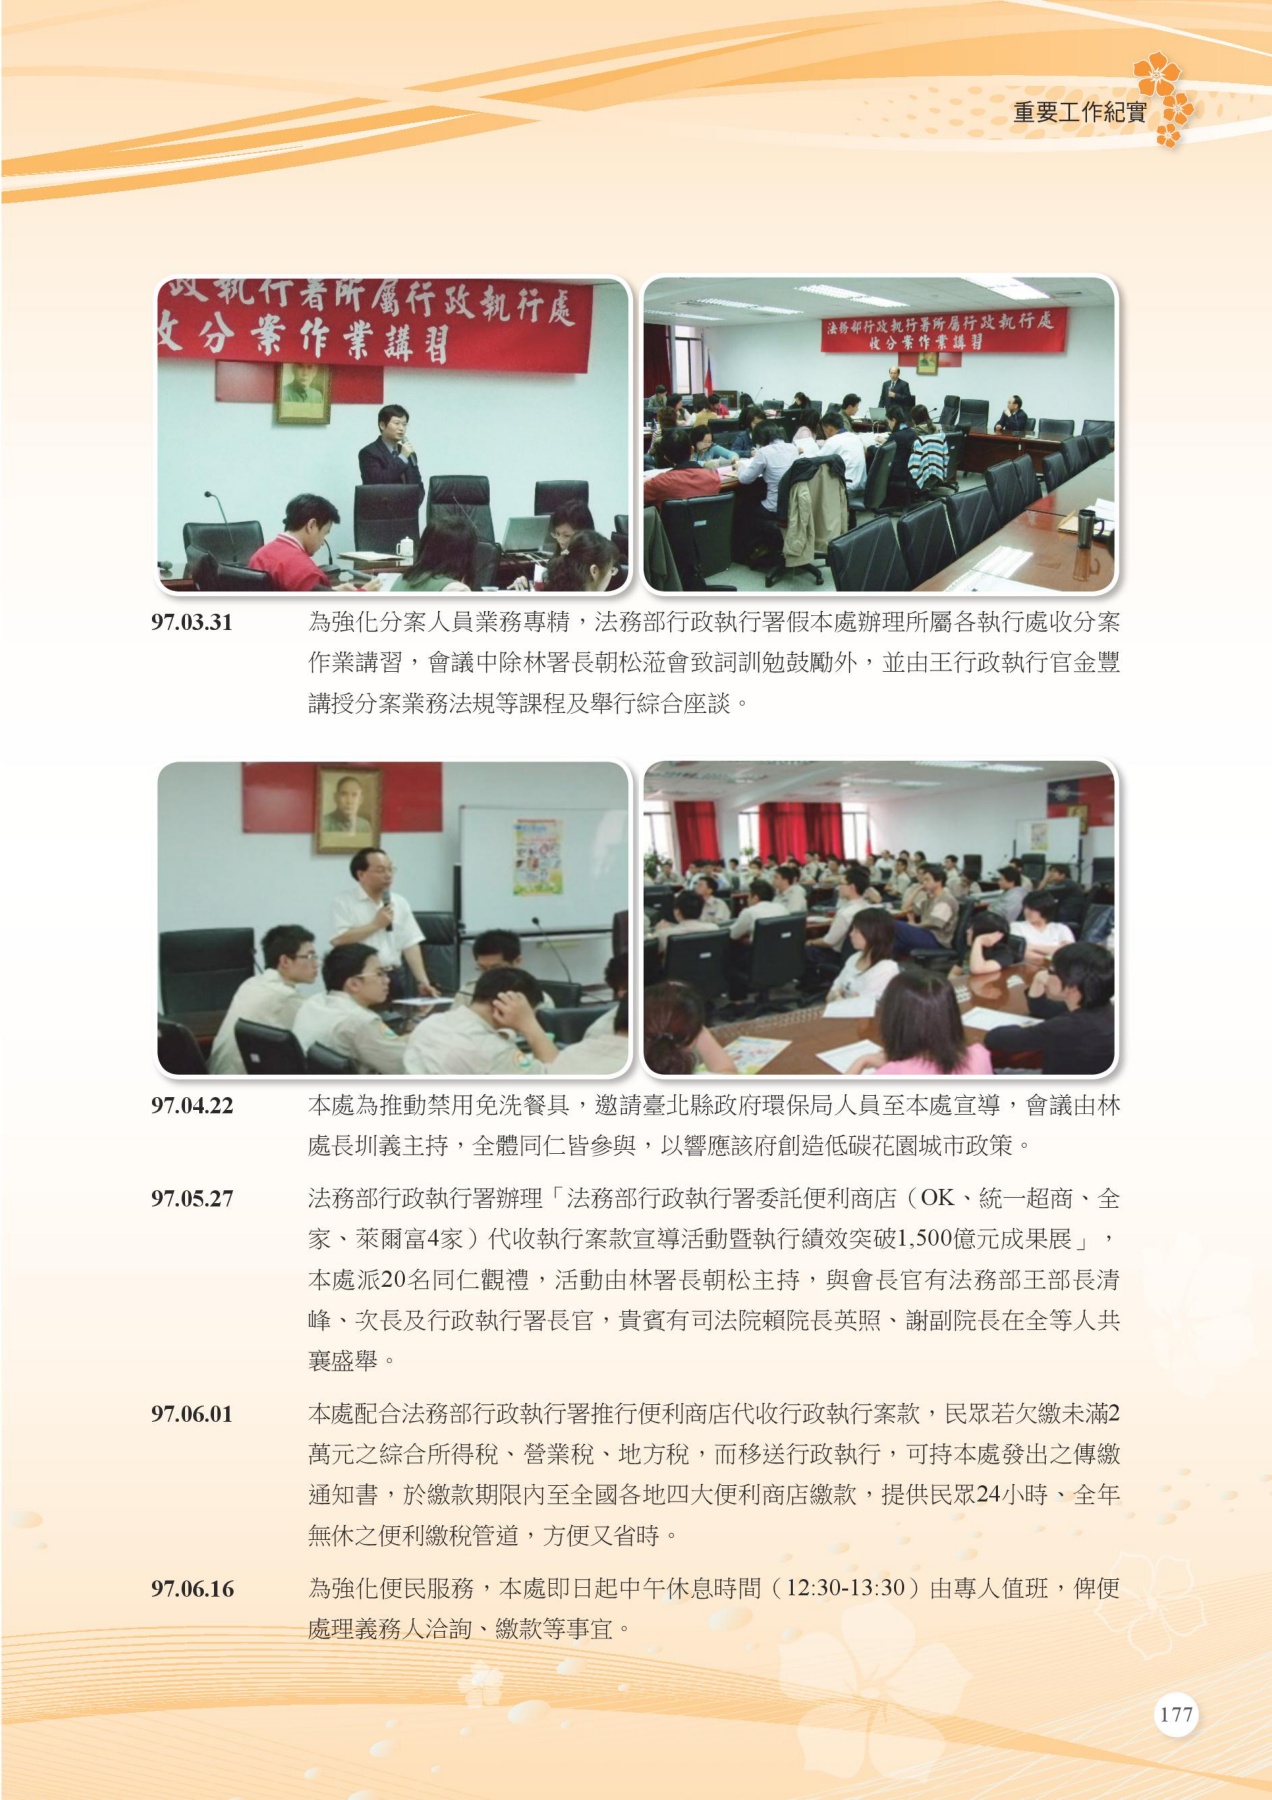 重要工作紀實
政執行署所屬行政執行處
收分案作業講習
法務部行政執行署所屬行政執行處
收分案作業講習
97.03.31 為強化分案人員業務專精，法務部行政執行署假本處辦理所屬各執行處收分案
作業講習，會議中除林署長朝松蒞會致詞訓勉鼓勵外，並由王行政執行官金豐
講授分案業務法規等課程及舉行綜合座談。
97.04.22 本處為推動禁用免洗餐具，邀請臺北縣政府環保局人員至本處宣導，會議由林
處長圳義主持，全體同仁皆參與，以響應該府創造低碳花園城市政策。
97.05.27 法務部行政執行署辦理「法務部行政執行署委託便利商店（OK、統一超商、全
家、萊爾富4家）代收執行案款宣導活動暨執行績效突破1,500億元成果展」，
本處派20名同仁觀禮，活動由林署長朝松主持，與會長官有法務部王部長清
峰、次長及行政執行署長官，貴賓有司法院賴院長英照、謝副院長在全等人共
襄盛舉。
97.06.01 本處配合法務部行政執行署推行便利商店代收行政執行案款，民眾若欠繳未滿2
萬元之綜合所得稅、營業稅、地方稅，而移送行政執行，可持本處發出之傳繳
通知書，於繳款期限內至全國各地四大便利商店繳款，提供民眾24小時、全年
無休之便利繳稅管道，方便又省時。
97.06.16 為強化便民服務，本處即日起中午休息時間（12:30-13:30）由專人值班，俾便
處理義務人洽詢、繳款等事宜。
177